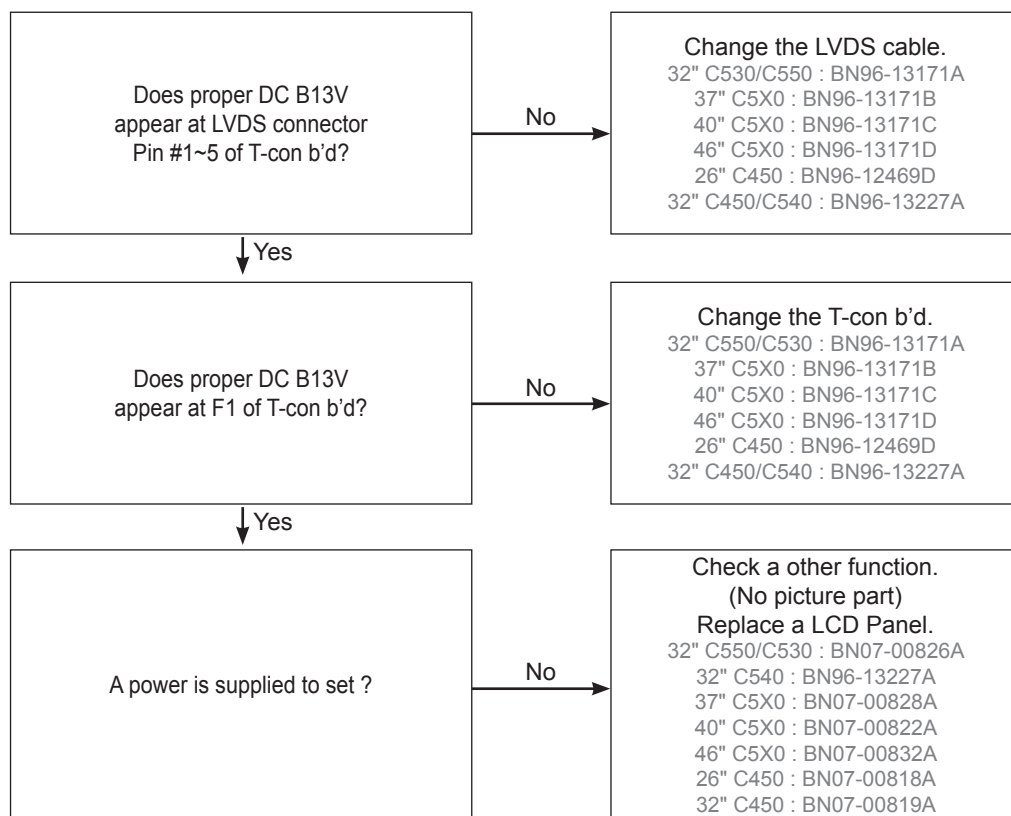 Does proper DC B13V
appear at LVDS connector
Pin #1~5 of T-con b’d?
No
Change the LVDS cable.
32" C530/C550 : BN96-13171A
37" C5X0 : BN96-13171B
40" C5X0 : BN96-13171C
46" C5X0 : BN96-13171D
26" C450 : BN96-12469D
32" C450/C540 : BN96-13227A
Yes
Does proper DC B13V
appear at F1 of T-con b’d?
No
Change the T-con b’d.
32" C550/C530 : BN96-13171A
37" C5X0 : BN96-13171B
40" C5X0 : BN96-13171C
46" C5X0 : BN96-13171D
26" C450 : BN96-12469D
32" C450/C540 : BN96-13227A
Yes
A power is supplied to set ?
No
Check a other function.
(No picture part)
Replace a LCD Panel.
32" C550/C530 : BN07-00826A
32" C540 : BN96-13227A
37" C5X0 : BN07-00828A
40" C5X0 : BN07-00822A
46" C5X0 : BN07-00832A
26" C450 : BN07-00818A
32" C450 : BN07-00819A